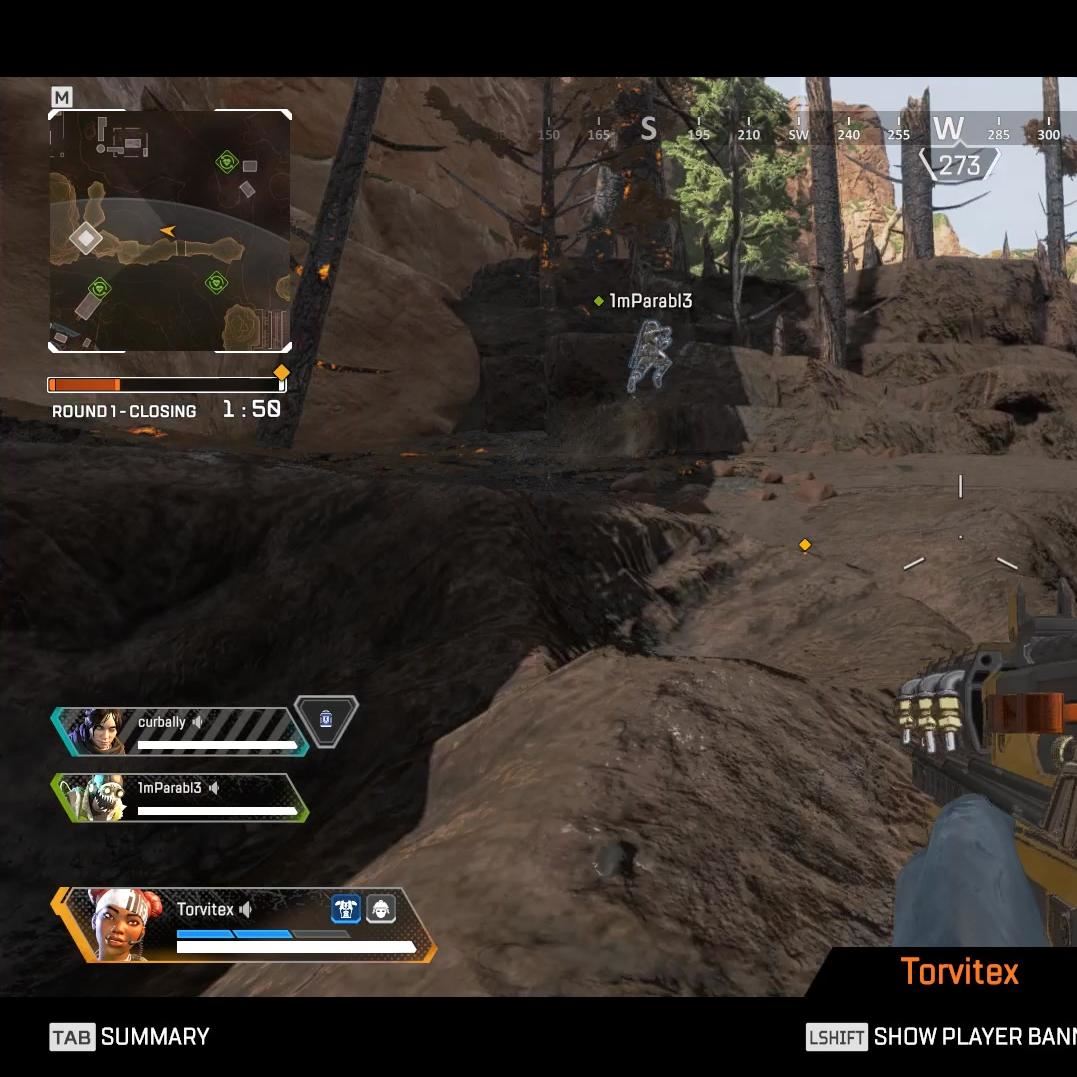 M
150 165 S 195 210 SW 240 255 W 285 300
273
1mParabl3
ROUND 1 - CLOSING 1:50
curbally
1mParabl3
Torvitex
Torvitex
TAB SUMMARY
LSHIFT SHOW PLAYER BANN